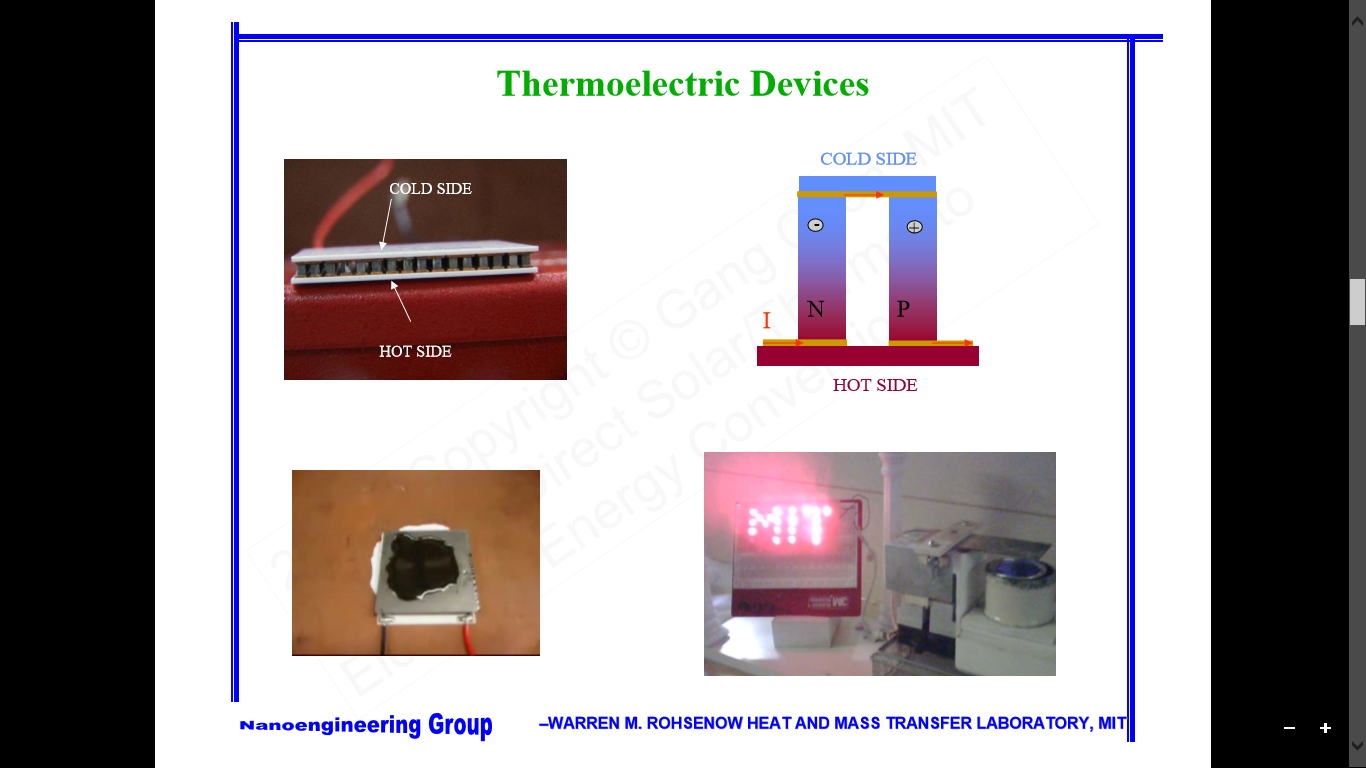 Thermoelectric Devices
COLD SIDE
HOT SIDE
COLD SIDE
-
+
N
P
I
HOT SIDE
MIT
Nanoengineering Group
–WARREN M. ROHSENOW HEAT AND MASS TRANSFER LABORATORY, MIT